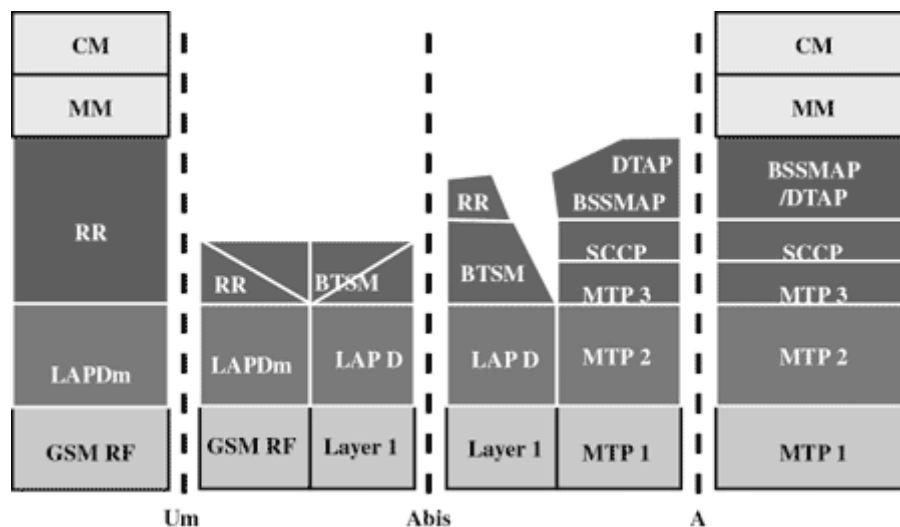 CM
MM
RR
LAPDm
GSM RF
Um
RR
BTSM
LAPDm
LAP D
GSM RF
Layer 1
Abis
RR
BTSM
LAP D
Layer 1
DTAP
BSSMAP
SCCP
MTP 3
MTP 2
MTP 1
A
CM
MM
BSSMAP
/DTAP
SCCP
MTP 3
MTP 2
MTP 1